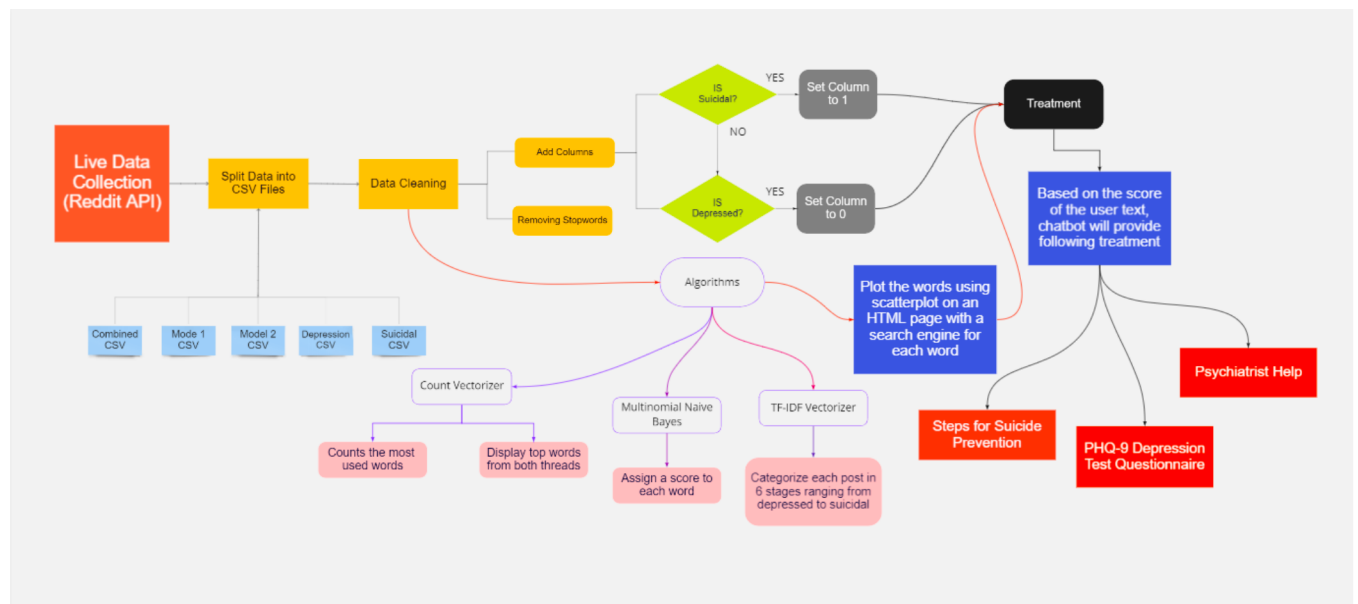 Live Data
Collection
(Reddit API)
Split Data into
CSV Files
Data Cleaning
Add Columns
Removing Stopwords
IS
Suicidal?
YES
NO
IS
Depressed?
YES
Set Column
to 1
Set Column
to 0
Treatment
Based on the score
of the user text,
chatbot will provide
following treatment
Combined
CSV
Mode 1
CSV
Model 2
CSV
Depression
CSV
Suicidal
CSV
Algorithms
Plot the words using
scatterplot on an
HTML page with a
search engine for
each word
Count Vectorizer
Multinomial Naive
Bayes
TF-IDF Vectorizer
Counts the most
used words
Display top words
from both threads
Assign a score to
each word
Categorize each post in
6 stages ranging from
depressed to suicidal
Steps for Suicide
Prevention
PHQ-9 Depression
Test Questionnaire
Psychiatrist Help